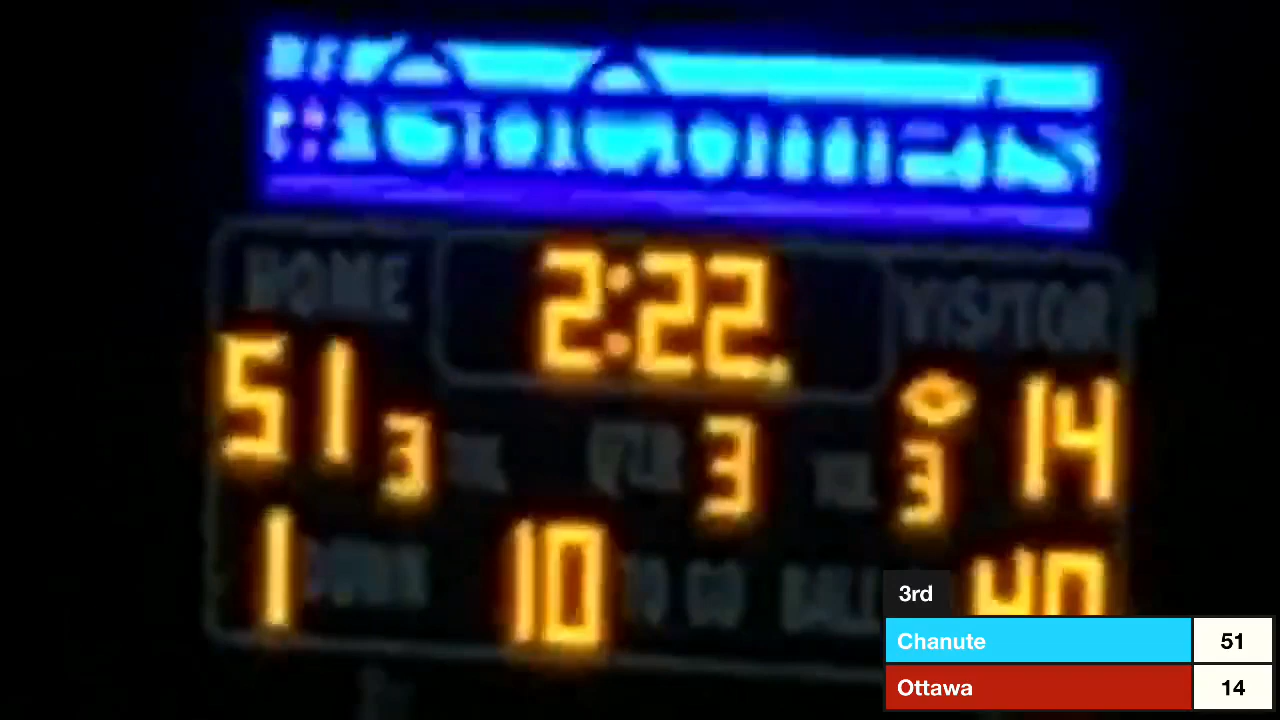 HOME 2:22 VISITOR
51 14
3 QTR 3 3
1 DOWN 10 TO GO BALL 40
3rd
Chanute 51
Ottawa 14